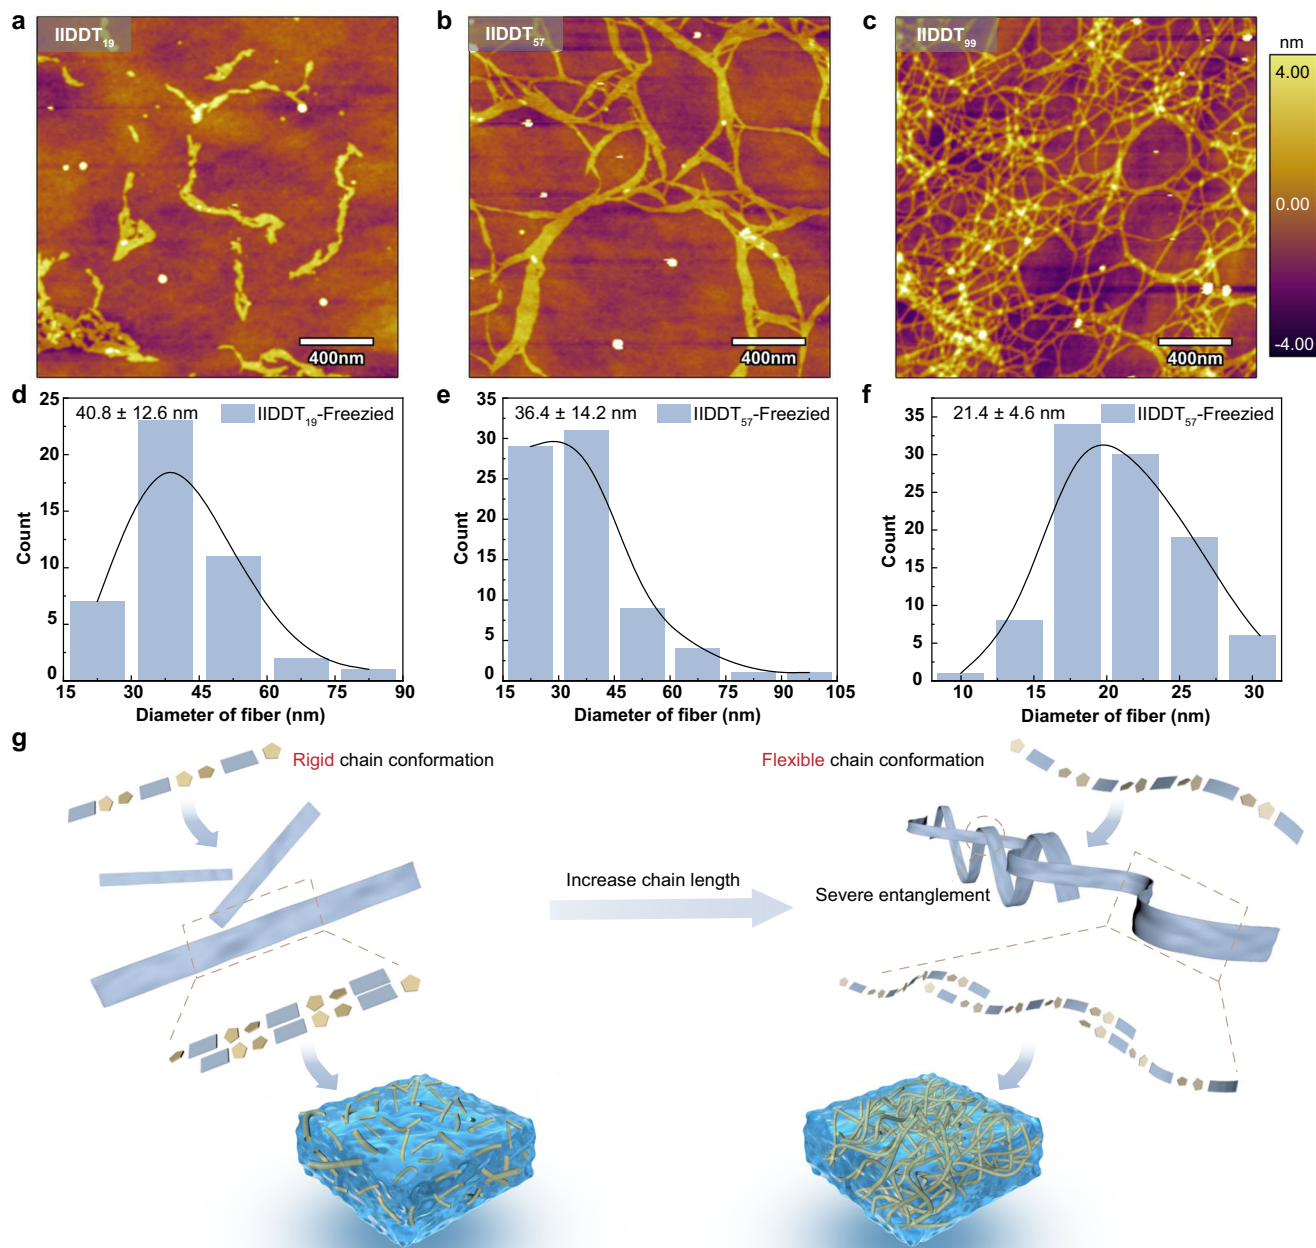 a
IIDDT19
b
IIDDT57
c
IIDDT99
nm
4.00
0.00
-4.00
400nm
400nm
400nm
d
40.8 ± 12.6 nm
IIDDT19-Freezied
25
20
15
10
5
0
Count
15 30 45 60 75 90
Diameter of fiber (nm)
e
36.4 ± 14.2 nm
IIDDT57-Freezied
35
30
25
20
15
10
5
0
Count
15 30 45 60 75 90 105
Diameter of fiber (nm)
f
21.4 ± 4.6 nm
IIDDT57-Freezied
35
30
25
20
15
10
5
0
Count
10 15 20 25 30
Diameter of fiber (nm)
g
Rigid chain conformation
Flexible chain conformation
Increase chain length
Severe entanglement